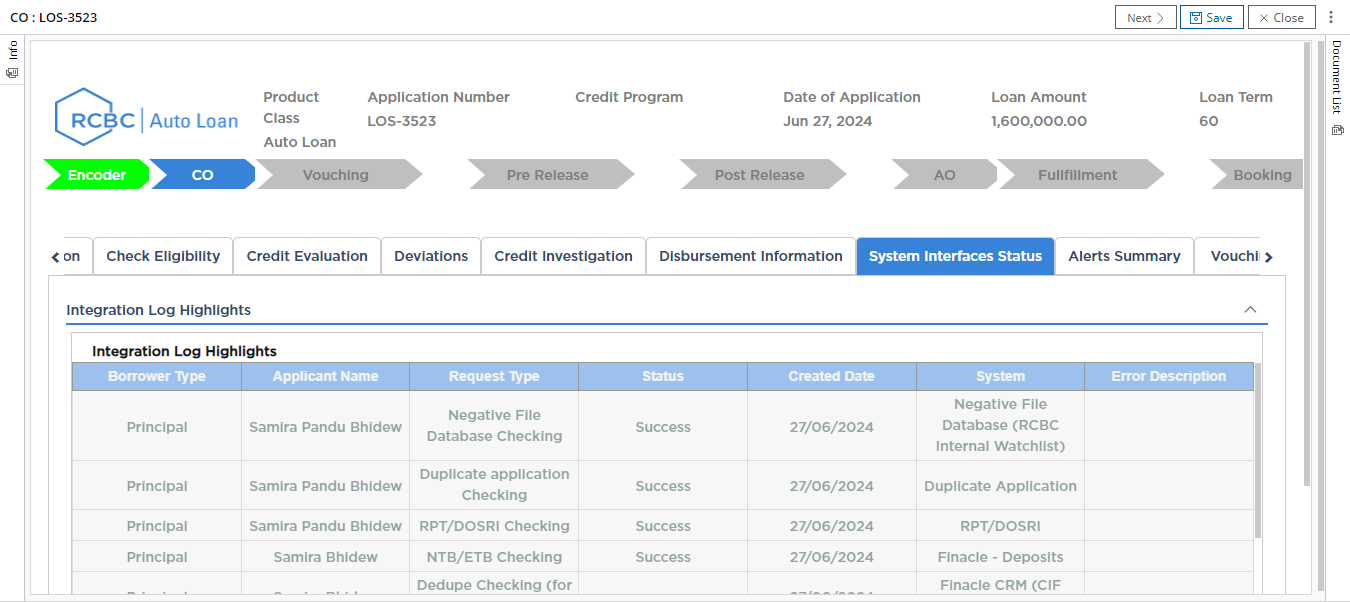 CO : LOS-3523
Next
Save
Close
Info
Document List
RCBC Auto Loan
Product Class
Auto Loan
Application Number
LOS-3523
Credit Program
Date of Application
Jun 27, 2024
Loan Amount
1,600,000.00
Loan Term
60
Encoder CO Vouching Pre Release Post Release AO Fullfillment Booking
on Check Eligibility Credit Evaluation Deviations Credit Investigation Disbursement Information System Interfaces Status Alerts Summary Vouchi
Integration Log Highlights
Integration Log Highlights
Borrower Type Applicant Name Request Type Status Created Date System Error Description
Principal Samira Pandu Bhidew Negative File Database Checking Success 27/06/2024 Negative File Database (RCBC Internal Watchlist)
Principal Samira Pandu Bhidew Duplicate application Checking Success 27/06/2024 Duplicate Application
Principal Samira Pandu Bhidew RPT/DOSRI Checking Success 27/06/2024 RPT/DOSRI
Principal Samira Bhidew NTB/ETB Checking Success 27/06/2024 Finacle - Deposits
Dedupe Checking (for Finacle CRM (CIF